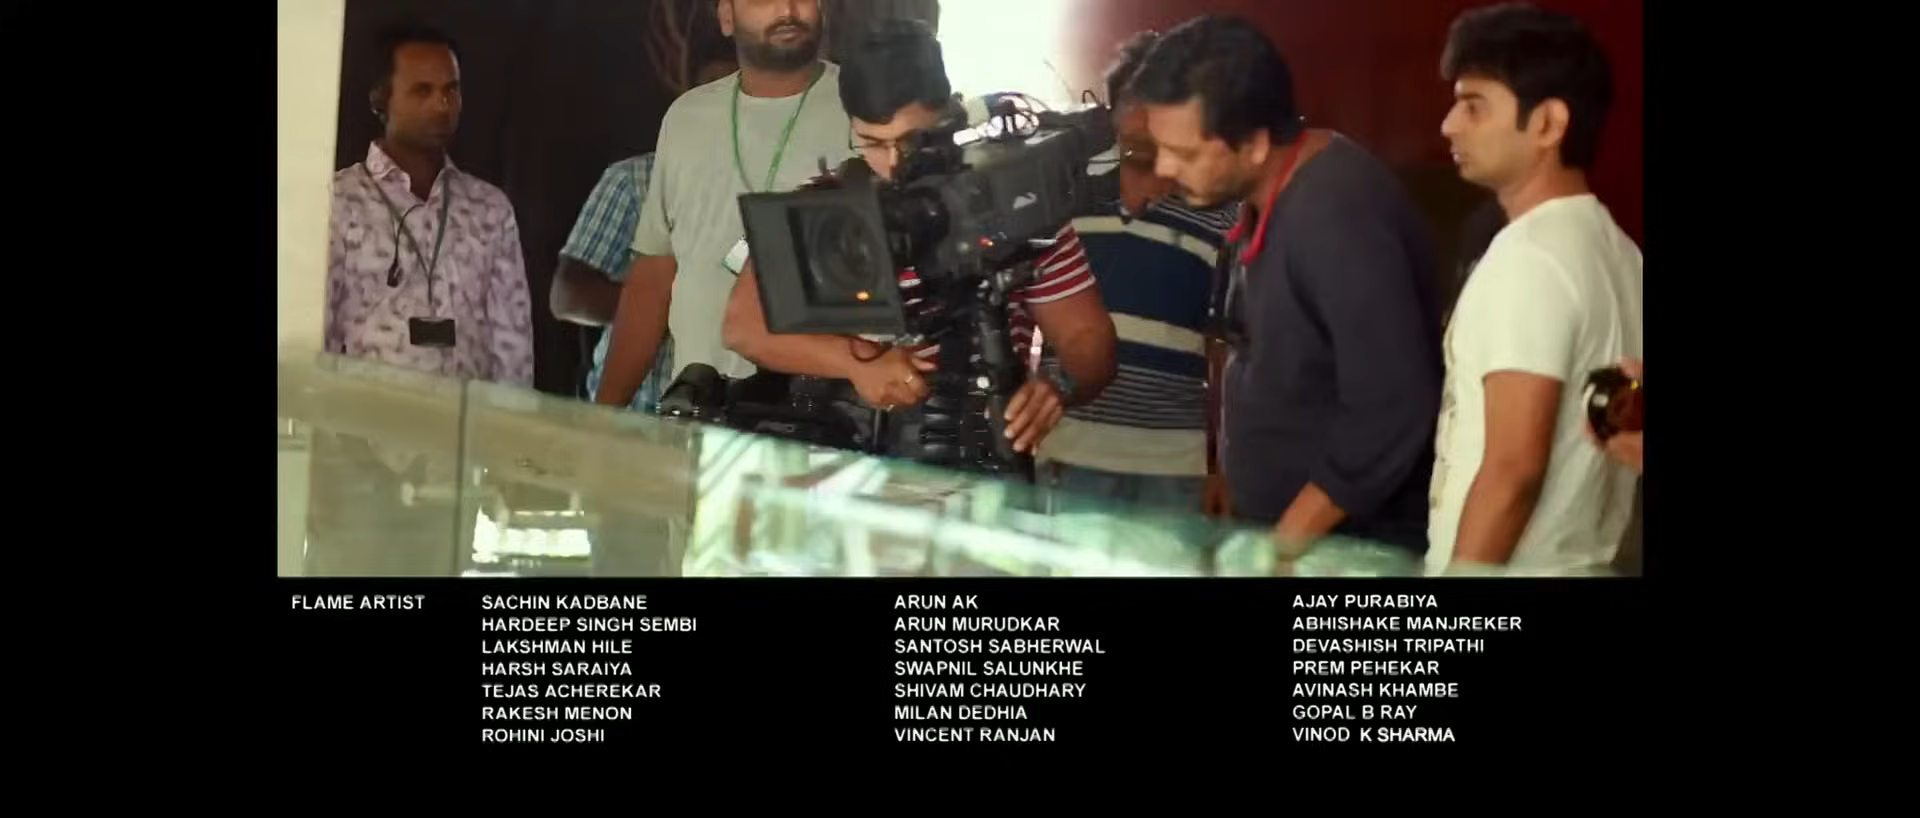 FLAME ARTIST
SACHIN KADBANE
HARDEEP SINGH SEMBI
LAKSHMAN HILE
HARSH SARAIYA
TEJAS ACHEREKAR
RAKESH MENON
ROHINI JOSHI
ARUN AK
ARUN MURUDKAR
SANTOSH SABHERWAL
SWAPNIL SALUNKHE
SHIVAM CHAUDHARY
MILAN DEDHIA
VINCENT RANJAN
AJAY PURABIYA
ABHISHAKE MANJREKER
DEVASHISH TRIPATHI
PREM PEHEKAR
AVINASH KHAMBE
GOPAL B RAY
VINOD K SHARMA